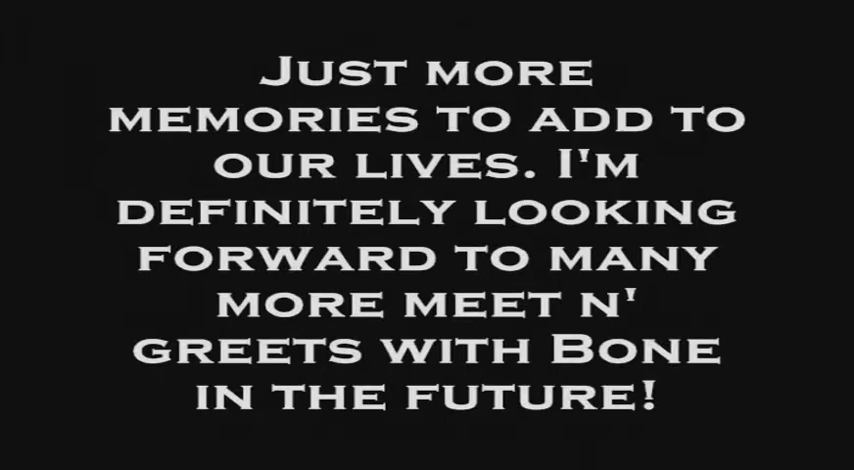 Just more
memories to add to
our lives. I'm
definitely looking
forward to many
more meet n'
greets with Bone
in the future!